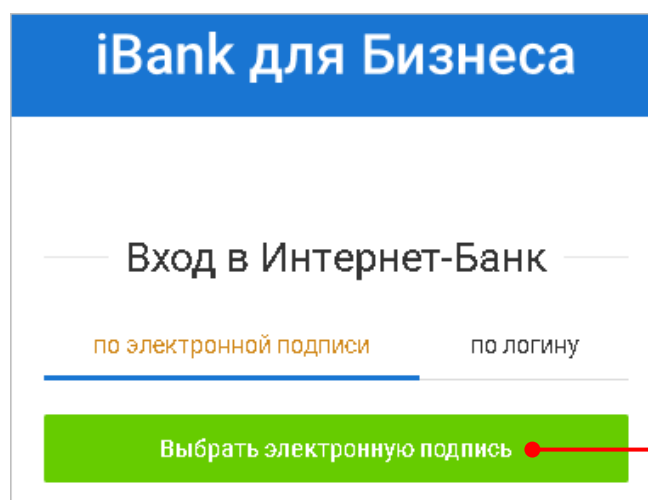 iBank для Бизнеса
Вход в Интернет-Банк
по электронной подписи по логину
Выбрать электронную подпись